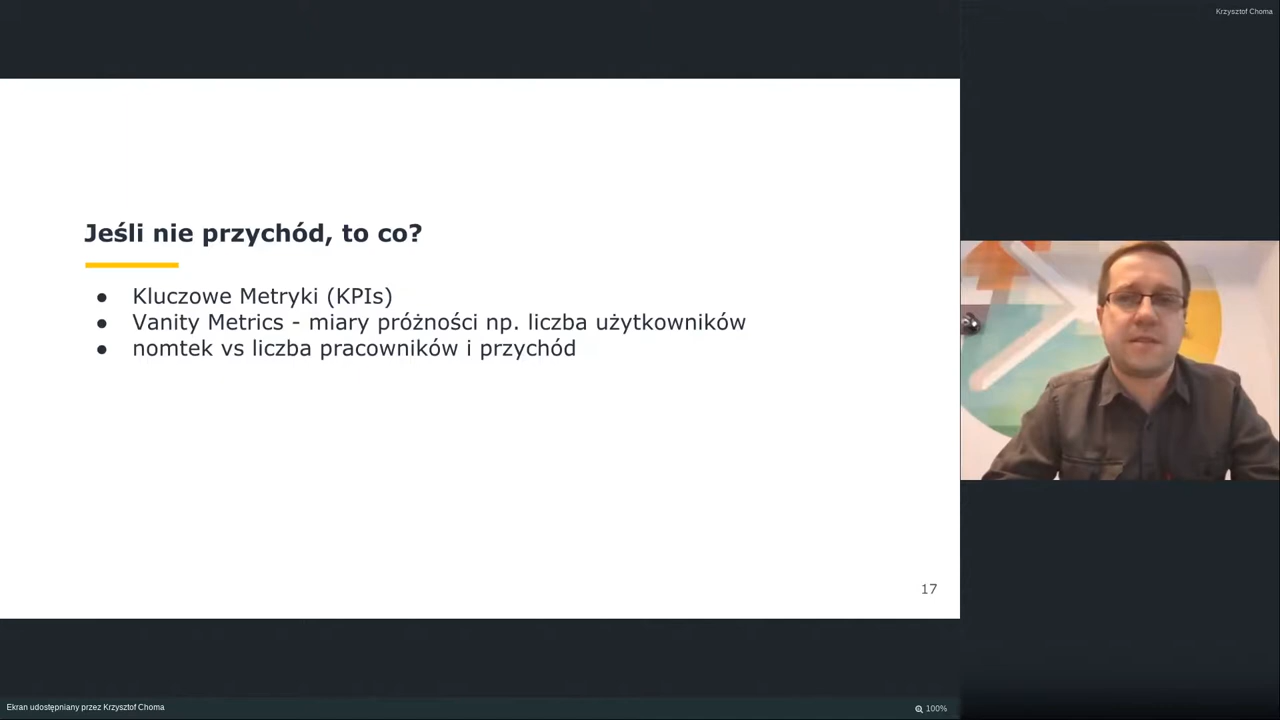 Krzysztof Choma
Jeśli nie przychód, to co?
● Kluczowe Metryki (KPIs)
● Vanity Metrics - miary próżności np. liczba użytkowników
● nomtek vs liczba pracowników i przychód
17
Ekran udostępniany przez Krzysztof Choma
100%